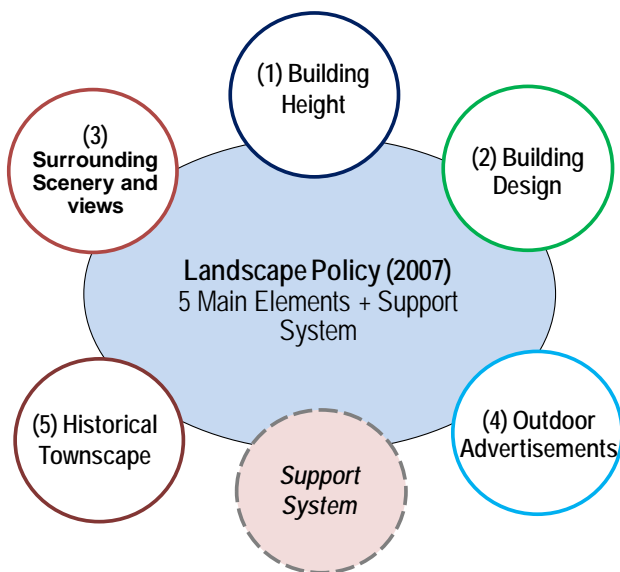 (1) Building
Height
(3)
Surrounding
Scenery and
views
(2) Building
Design
Landscape Policy (2007)
5 Main Elements + Support
System
(5) Historical
Townscape
(4) Outdoor
Advertisements
Support
System